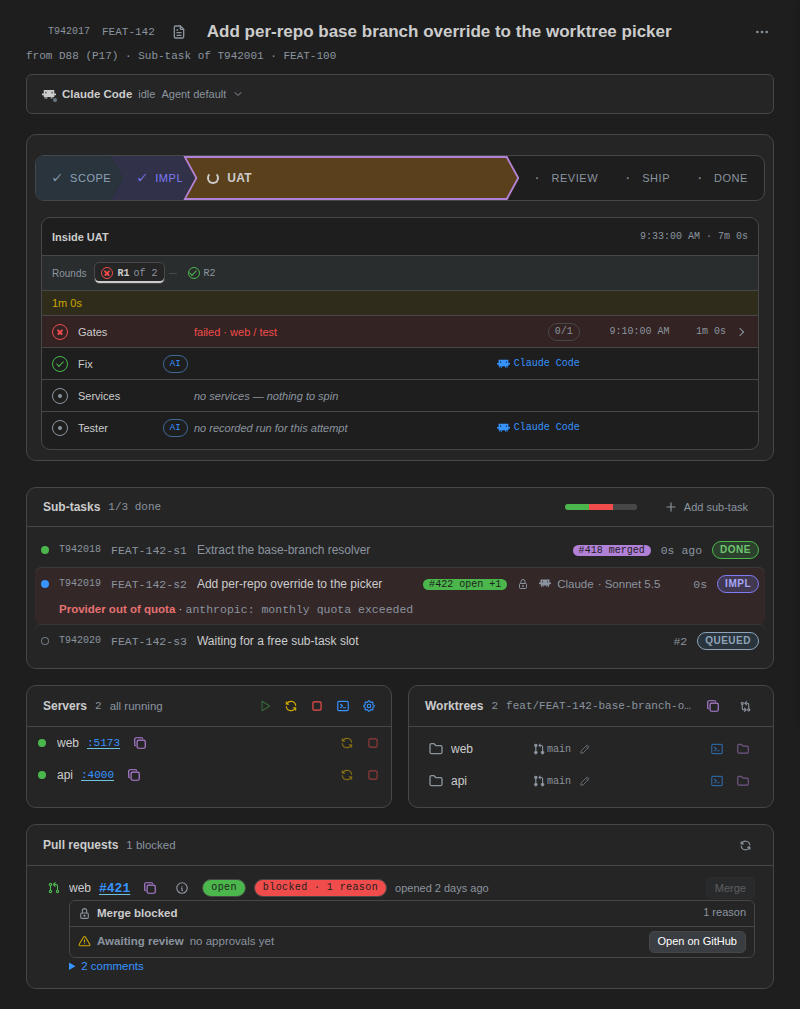 T942017 FEAT-142 Add per-repo base branch override to the worktree picker
from D88 (P17) · Sub-task of T942001 · FEAT-100
Claude Code idle Agent default
SCOPE IMPL UAT · REVIEW · SHIP · DONE
Inside UAT 9:33:00 AM · 7m 0s
Rounds R1 of 2 — R2
1m 0s
Gates failed · web / test 0/1 9:10:00 AM 1m 0s
Fix AI Claude Code
Services no services — nothing to spin
Tester AI no recorded run for this attempt Claude Code
Sub-tasks 1/3 done Add sub-task
T942018 FEAT-142-s1 Extract the base-branch resolver #418 merged 0s ago DONE
T942019 FEAT-142-s2 Add per-repo override to the picker #422 open +1 Claude · Sonnet 5.5 0s IMPL
Provider out of quota · anthropic: monthly quota exceeded
T942020 FEAT-142-s3 Waiting for a free sub-task slot #2 QUEUED
Servers 2 all running
web :5173
api :4000
Worktrees 2 feat/FEAT-142-base-branch-o…
web main
api main
Pull requests 1 blocked
web #421 open blocked · 1 reason opened 2 days ago Merge
Merge blocked 1 reason
Awaiting review no approvals yet Open on GitHub
2 comments